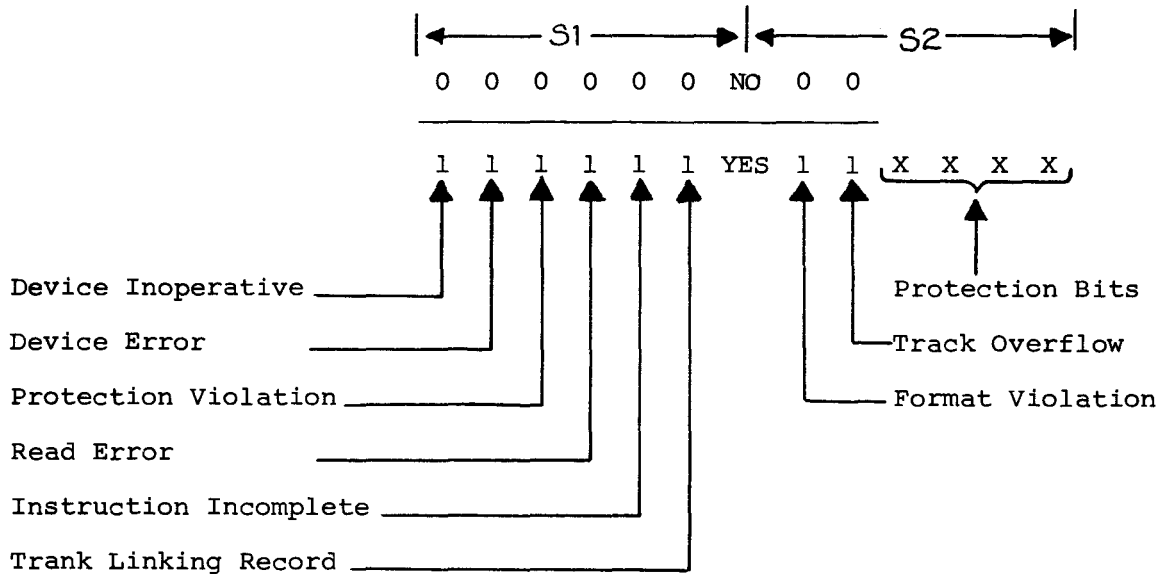 S1 S2
0 0 0 0 0 0 NO 0 0
1 1 1 1 1 1 YES 1 1 X X X X
Device Inoperative Protection Bits
Device Error Track Overflow
Protection Violation Format Violation
Read Error
Instruction Incomplete
Trank Linking Record